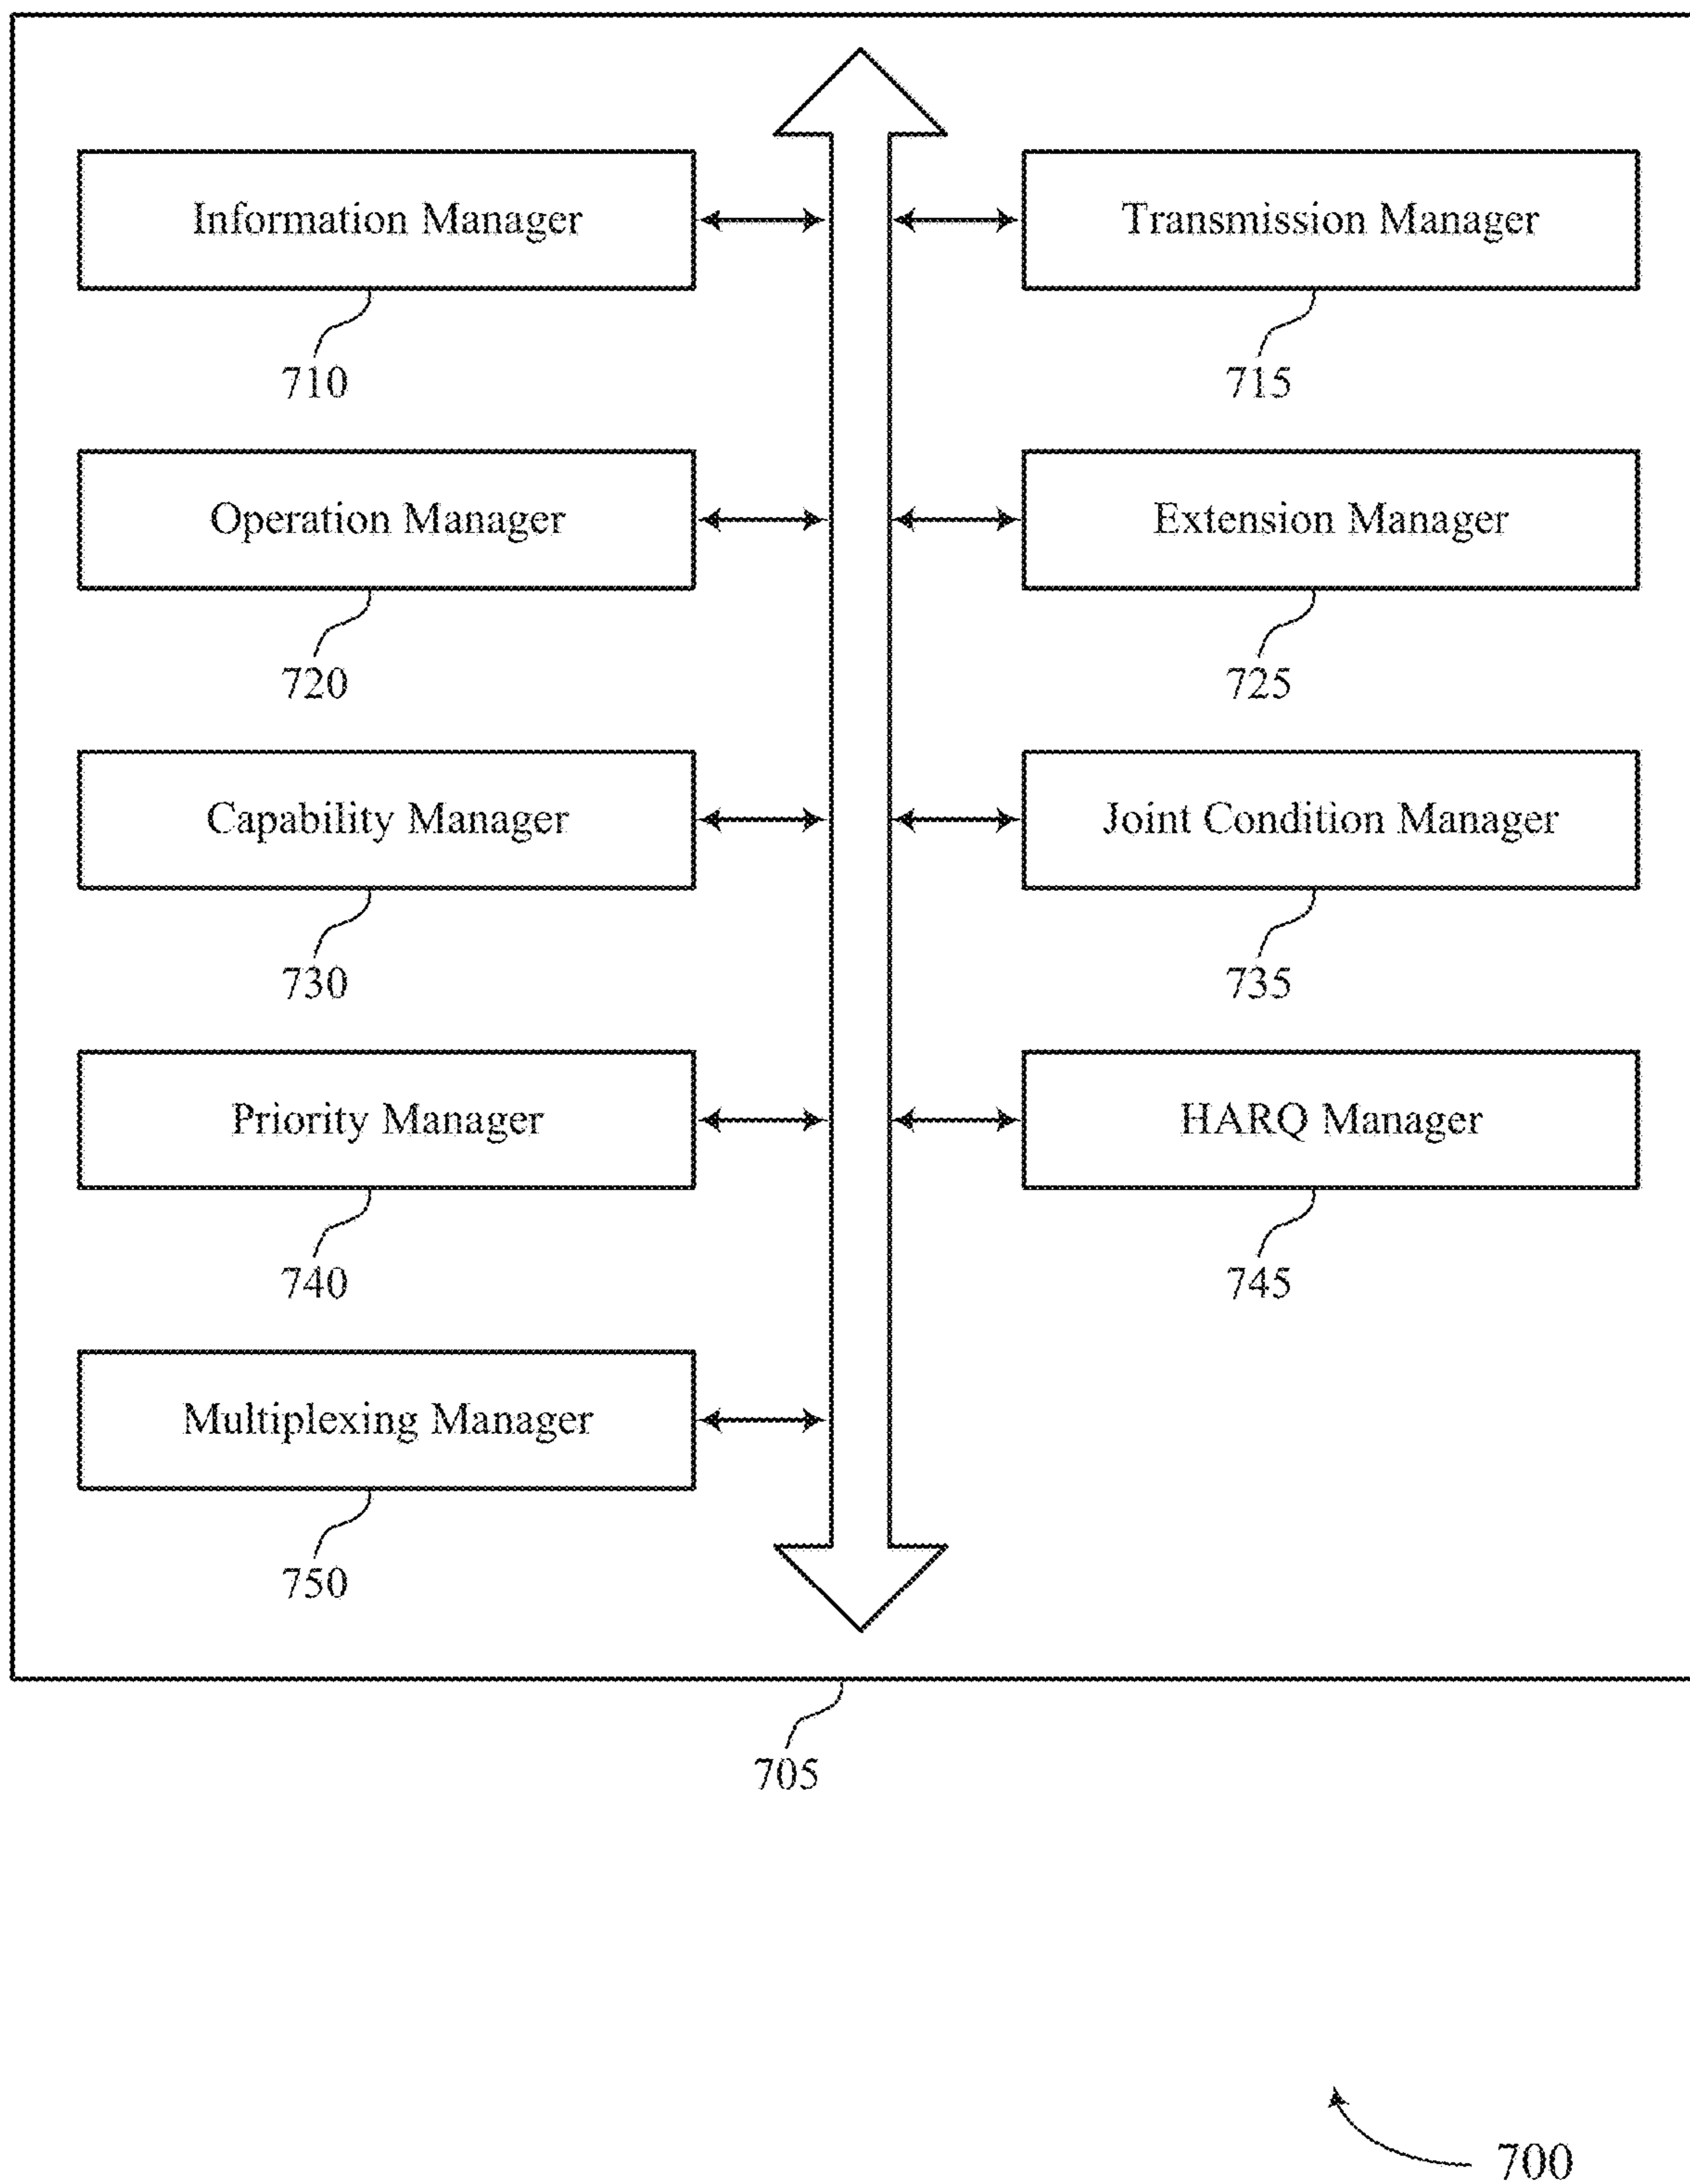 Information Manager
Transmission Manager
710
715
Operation Manager
Extension Manager
720
725
Capability Manager
Joint Condition Manager
730
735
Priority Manager
HARQ Manager
740
745
Multiplexing Manager
750
705
700